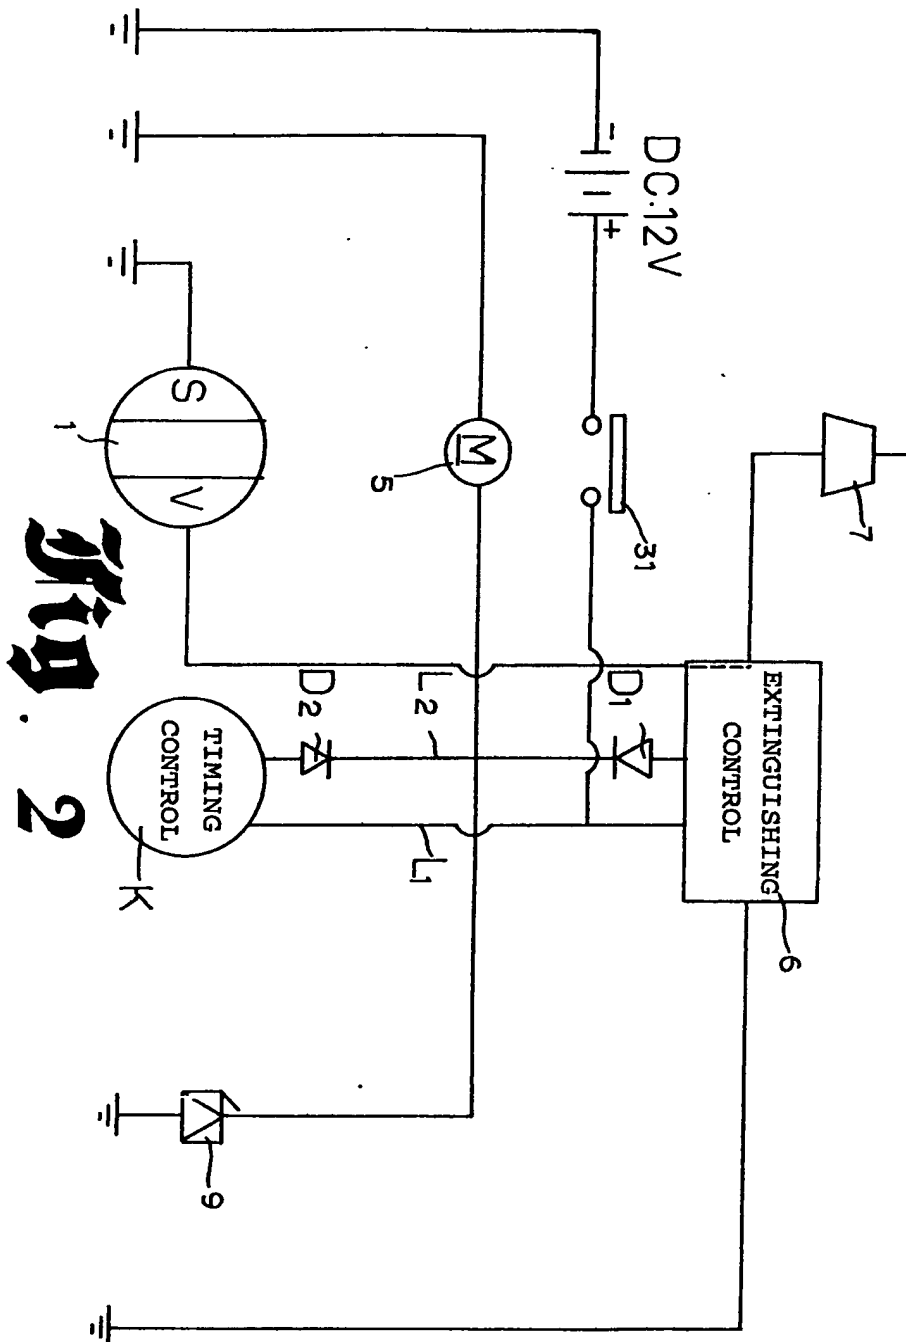 7
6
EXTINGUISHING
CONTROL
DC.12V
31
D1
- +
M
L2
L1
5
D2
9
TIMING
CONTROL
S V
K
1
Fig. 2